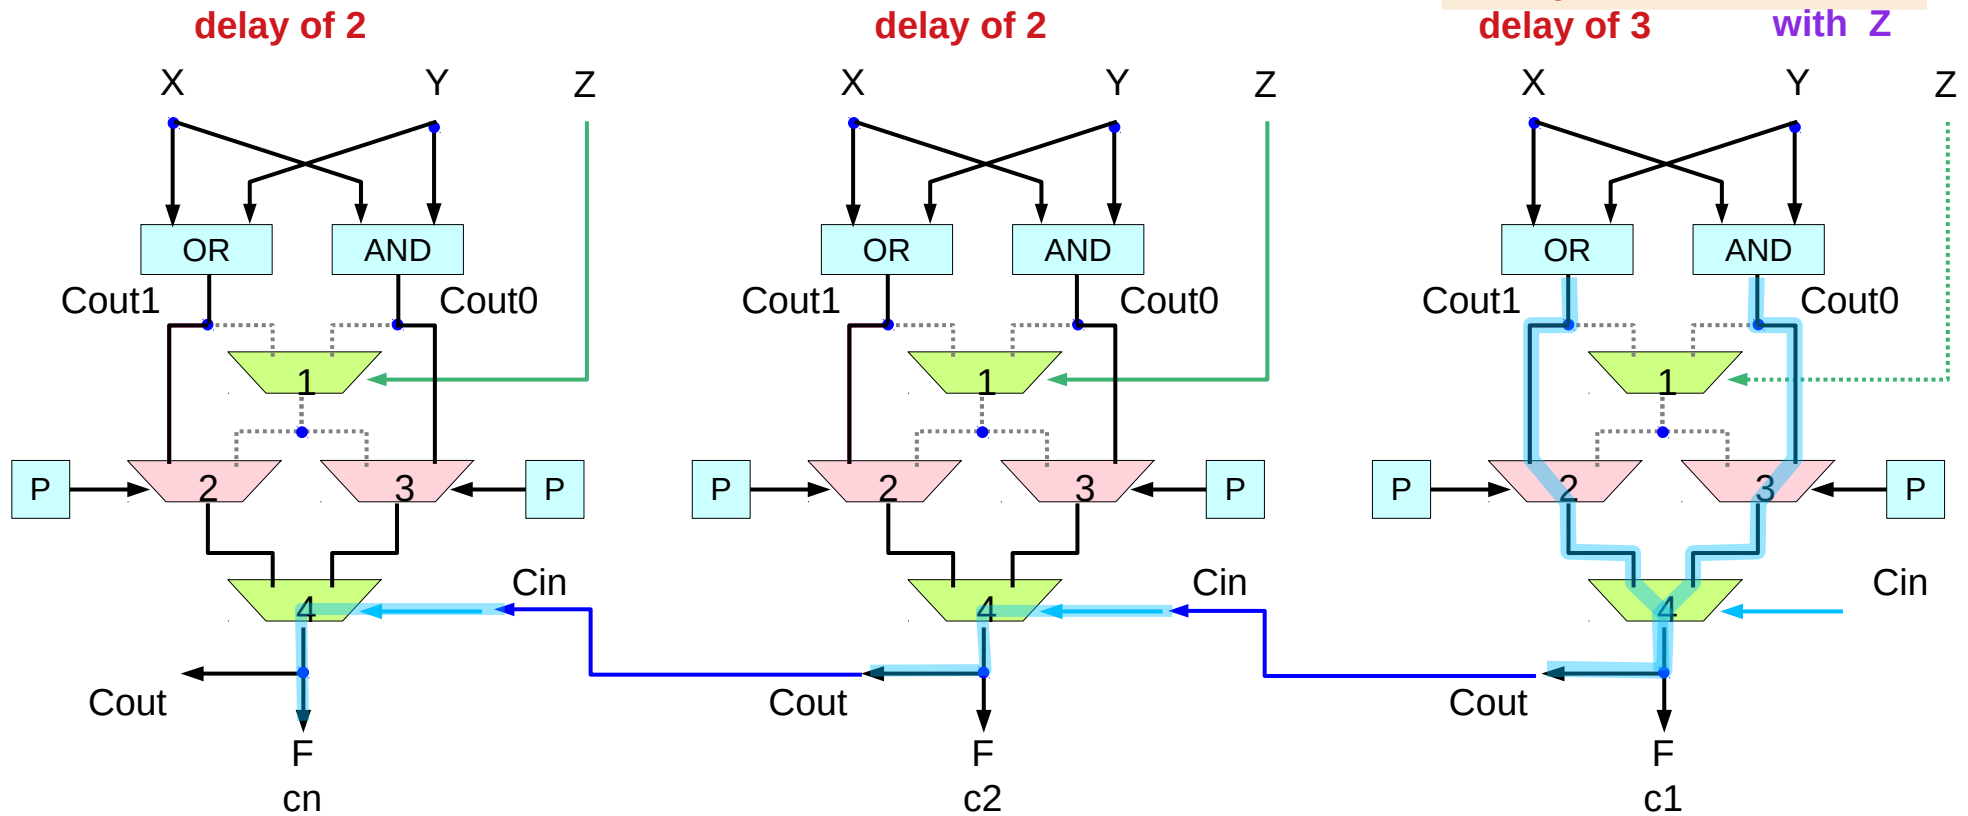 delay of 2
delay of 2
delay of 3
with Z
X Y Z
X Y Z
X Y Z
OR AND
OR AND
OR AND
Cout1 Cout0
Cout1 Cout0
Cout1 Cout0
1
1
1
P 2 3 P
P 2 3 P
P 2 3 P
Cin
Cin
Cin
4
4
4
Cout
Cout
Cout
F
F
F
cn
c2
c1